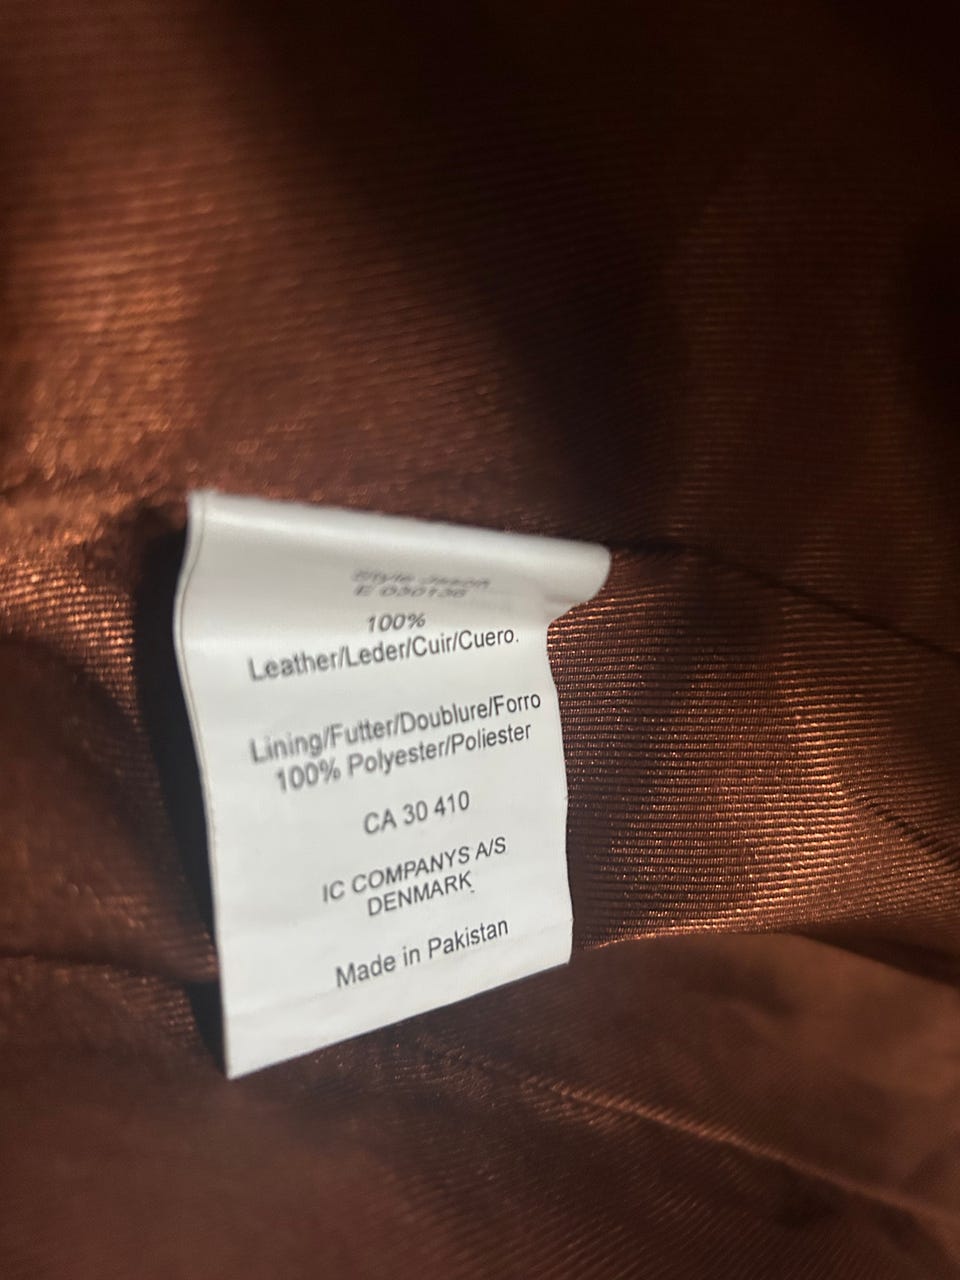 Style
100%
Leather/Leder/Cuir/Cuero.
Lining/Futter/Doublure/Forro
100% Polyester/Poliester
CA 30 410
IC COMPANYS A/S
DENMARK
Made in Pakistan